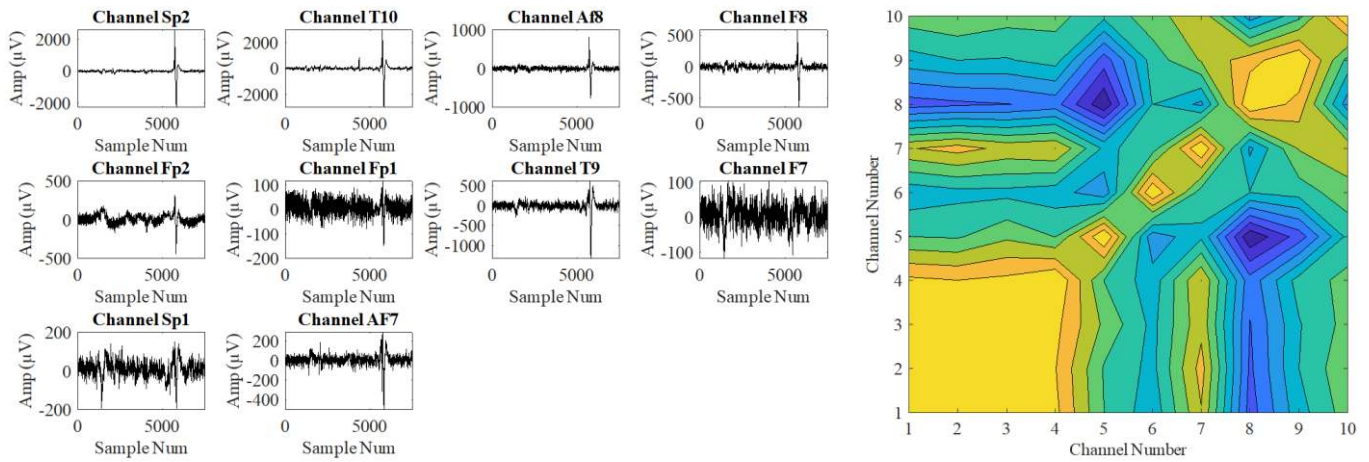 Channel Sp2
Amp (μV)
2000
0
-2000
0
5000
Sample Num
Channel T10
Amp (μV)
2000
0
-2000
0
5000
Sample Num
Channel Af8
Amp (μV)
1000
0
-1000
0
5000
Sample Num
Channel F8
Amp (μV)
500
0
-500
0
5000
Sample Num
Channel Fp2
Amp (μV)
500
0
-500
0
5000
Sample Num
Channel Fp1
Amp (μV)
100
0
-100
-200
0
5000
Sample Num
Channel T9
Amp (μV)
500
0
-500
-1000
0
5000
Sample Num
Channel F7
Amp (μV)
100
0
-100
0
5000
Sample Num
Channel Sp1
Amp (μV)
200
0
-200
0
5000
Sample Num
Channel AF7
Amp (μV)
200
0
-200
-400
0
5000
Sample Num
Channel Number
10
9
8
7
6
5
4
3
2
1
1 2 3 4 5 6 7 8 9 10
Channel Number